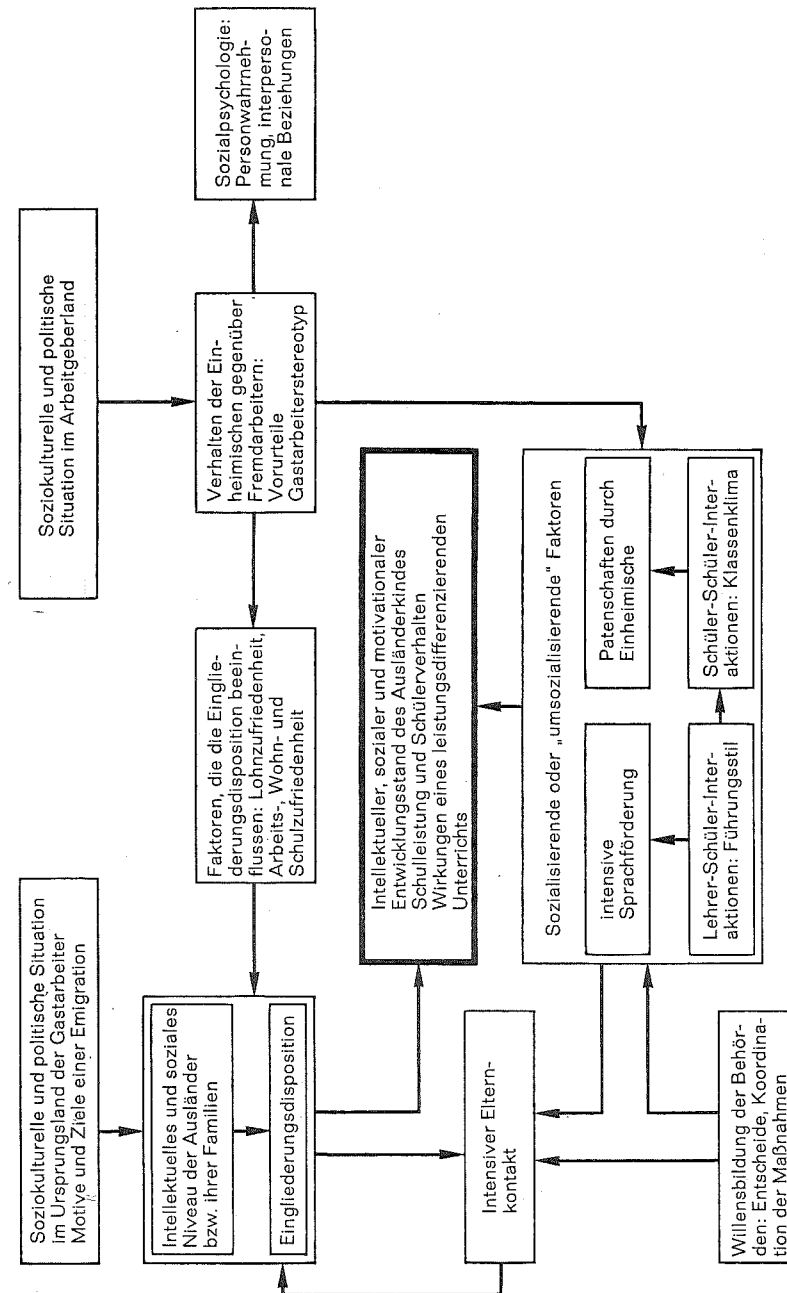 Soziokulturelle und politische Situation
im Ursprungsland der Gastarbeiter
Motive und Ziele einer Emigration
Soziokulturelle und politische
Situation im Arbeitgeberland
Intellektuelles und soziales
Niveau der Ausländer
bzw. ihrer Familien
Eingliederungsdisposition
Faktoren, die die Einglie-
derungsdisposition beein-
flussen: Lohnzufriedenheit,
Arbeits-, Wohn- und
Schulzufriedenheit
Verhalten der Ein-
heimischen gegenüber
Fremdarbeitern:
Vorurteile
Gastarbeiterstereotyp
Sozialpsychologie:
Personwahrneh-
mung, interperso-
nale Beziehungen
Intellektueller, sozialer und motivationaler
Entwicklungsstand des Ausländerkindes
Schulleistung und Schülerverhalten
Wirkungen eines leistungsdifferenzierenden
Unterrichts
Intensiver Eltern-
kontakt
Sozialisierende oder „umsozialisierende“ Faktoren
intensive
Sprachförderung
Patenschaften durch
Einheimische
Lehrer-Schüler-Inter-
aktionen: Führungsstil
Schüler-Schüler-Inter-
aktionen: Klassenklima
Willensbildung der Behör-
den: Entscheide, Koordina-
tion der Maßnahmen